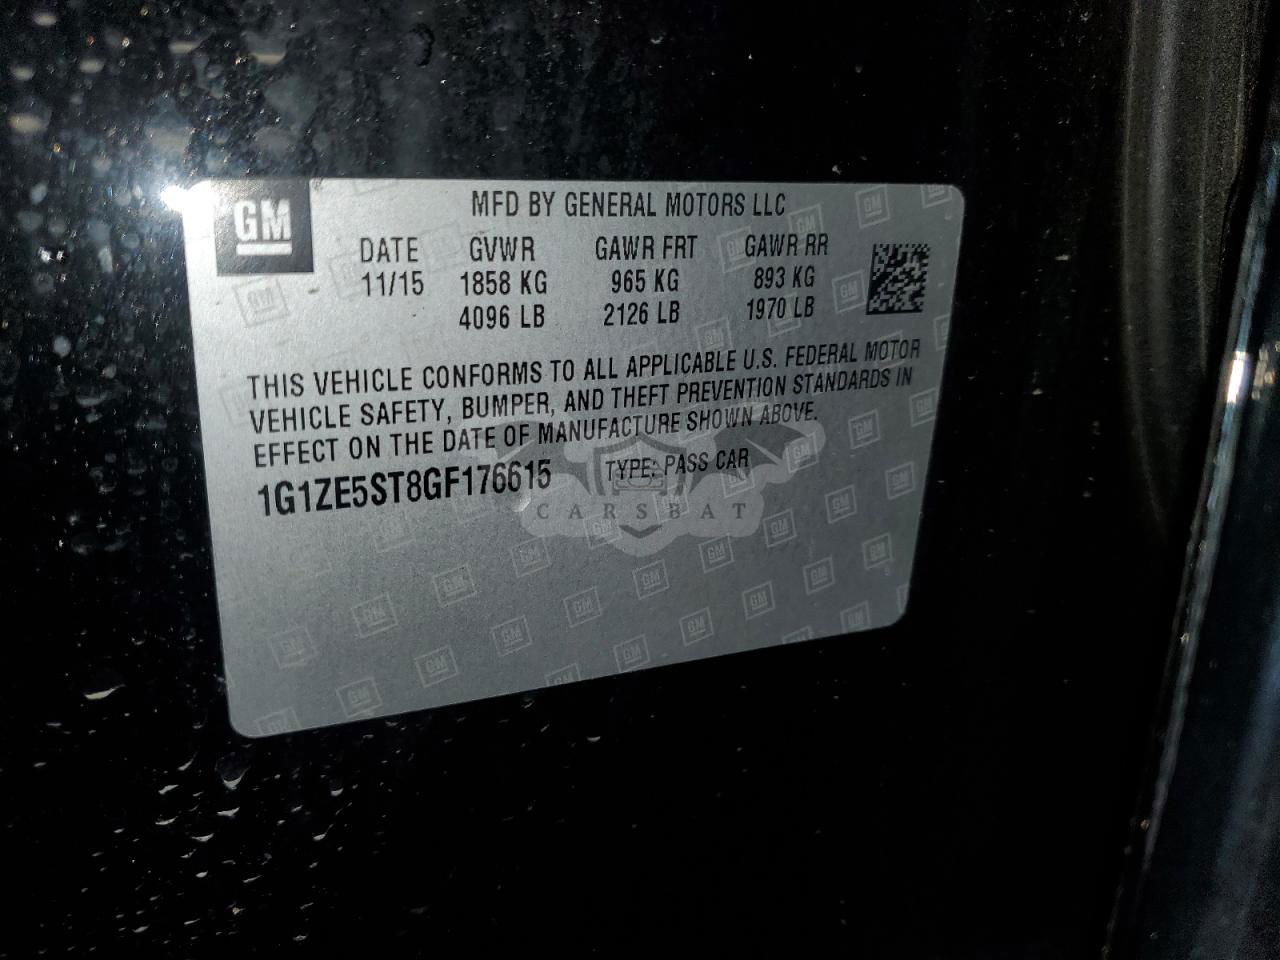 GM
MFD BY GENERAL MOTORS LLC
DATE GVWR GAWR FRT GAWR RR
11/15 1858 KG 965 KG 893 KG
4096 LB 2126 LB 1970 LB
THIS VEHICLE CONFORMS TO ALL APPLICABLE U.S. FEDERAL MOTOR
VEHICLE SAFETY, BUMPER, AND THEFT PREVENTION STANDARDS IN
EFFECT ON THE DATE OF MANUFACTURE SHOWN ABOVE.
1G1ZE5ST8GF176615 TYPE: PASS CAR
CARSBAT